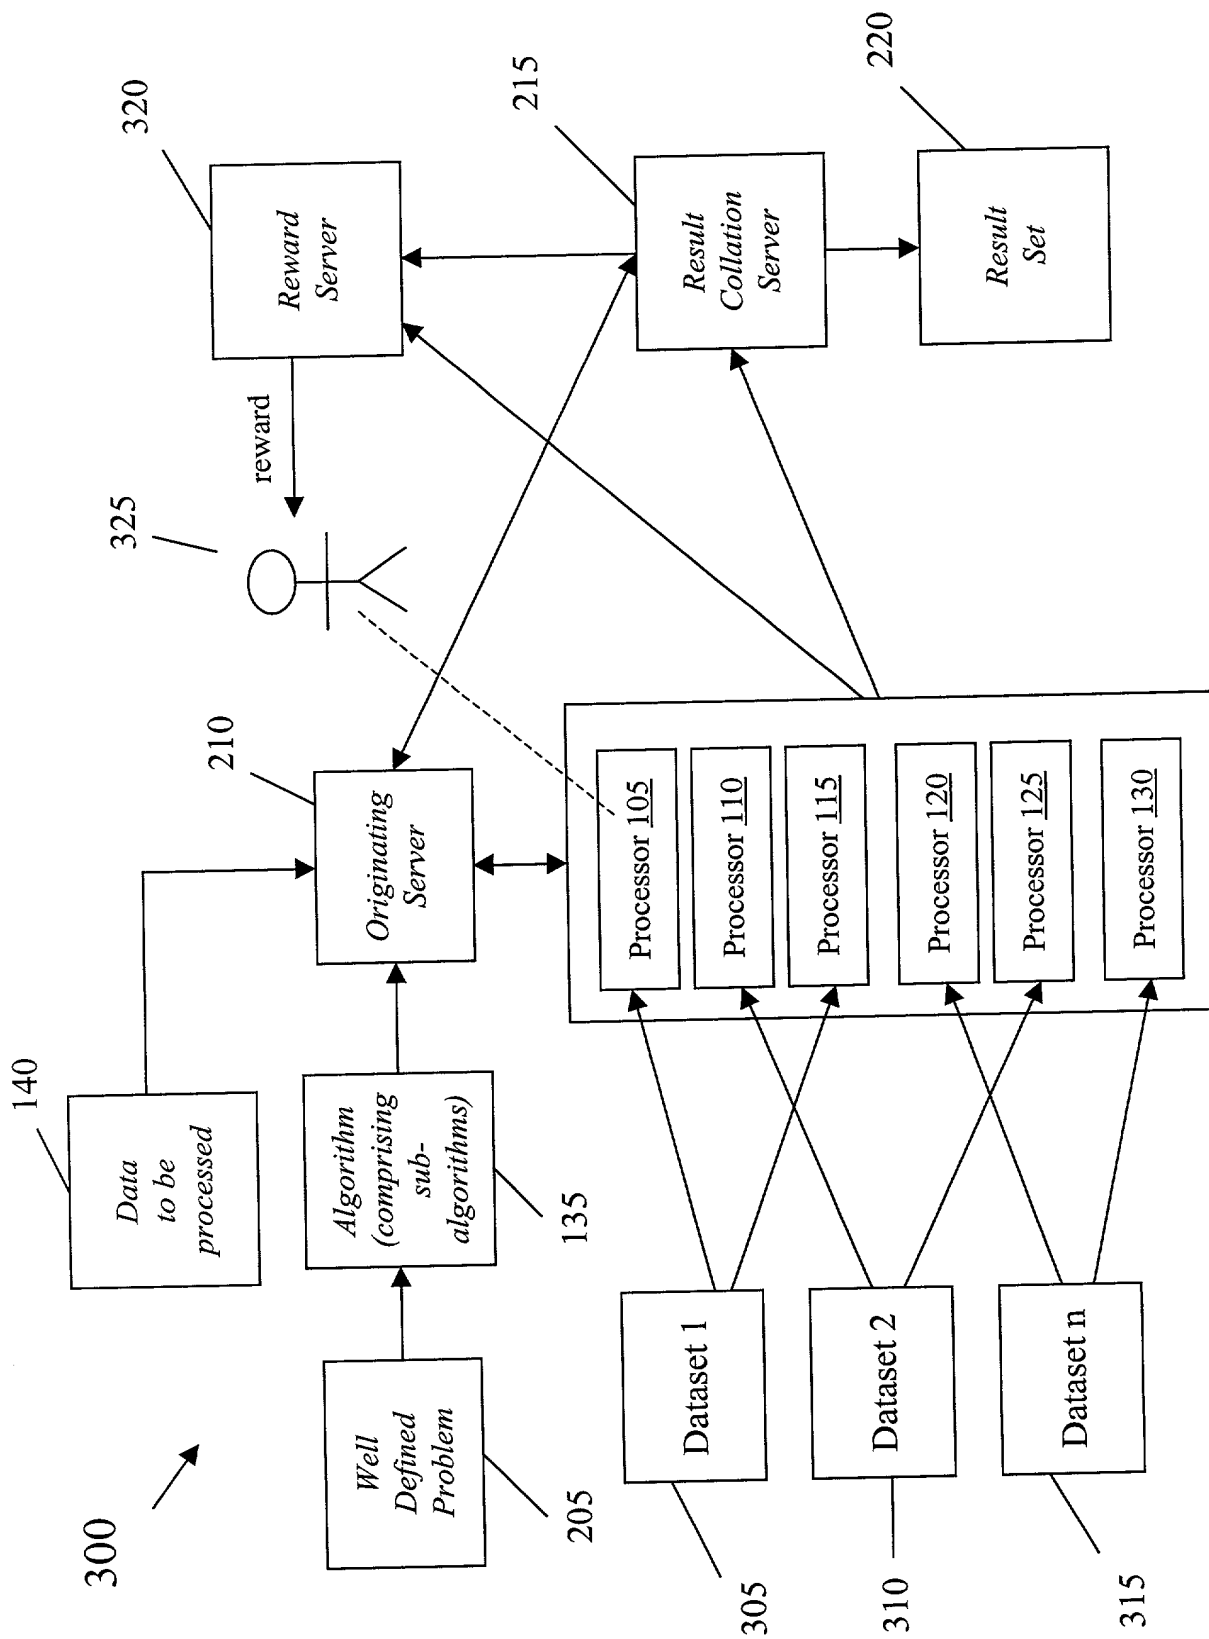 300
140
Data
to be
processed
210
325
reward
320
Reward
Server
Well
Defined
Problem
205
Algorithm
(comprising
sub-
algorithms)
135
Originating
Server
215
Result
Collation
Server
220
Result
Set
305
Dataset 1
310
Dataset 2
315
Dataset n
Processor 105
Processor 110
Processor 115
Processor 120
Processor 125
Processor 130